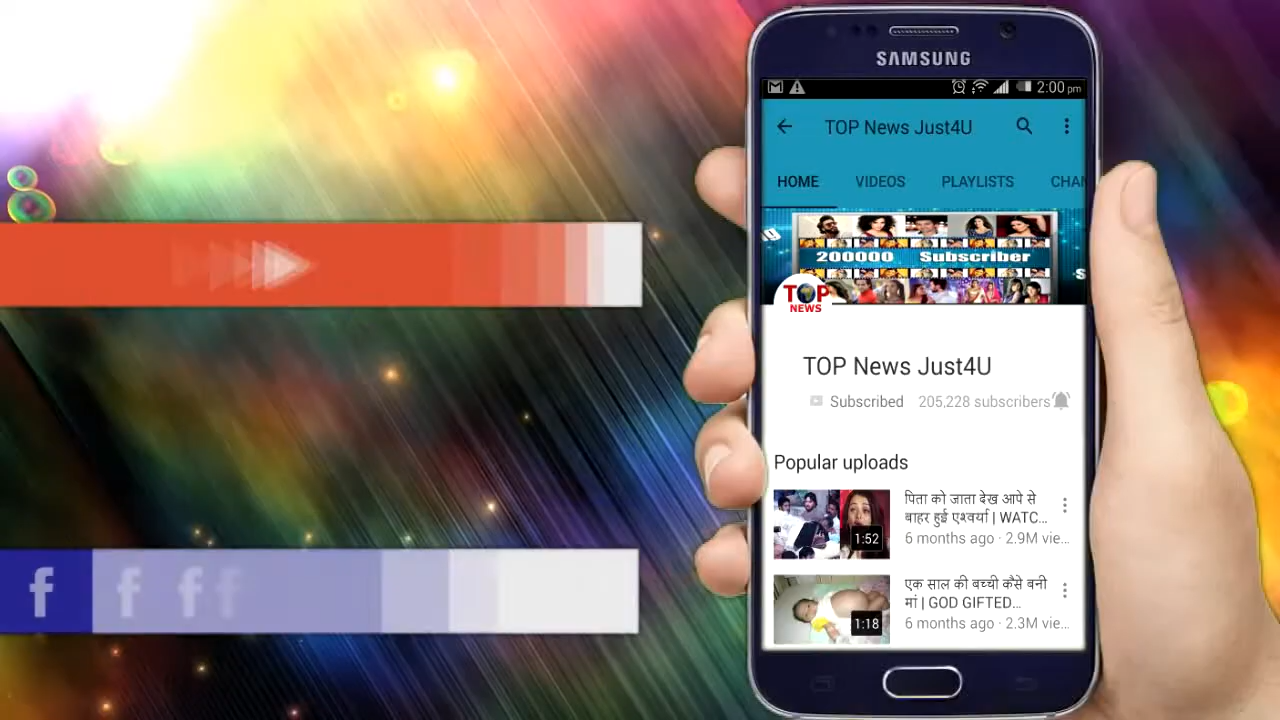 SAMSUNG
2:00 pm
TOP News Just4U
HOME VIDEOS PLAYLISTS CHAN
200000 Subscriber
TOP
NEWS
TOP News Just4U
Subscribed 205,228 subscribers
Popular uploads
पिता को जाता देख आपे से
बाहर हुई एश्वर्या | WATC...
1:52
6 months ago · 2.9M vie...
एक साल की बच्ची कैसे बनी
मां | GOD GIFTED...
1:18
6 months ago · 2.3M vie...
f f f f